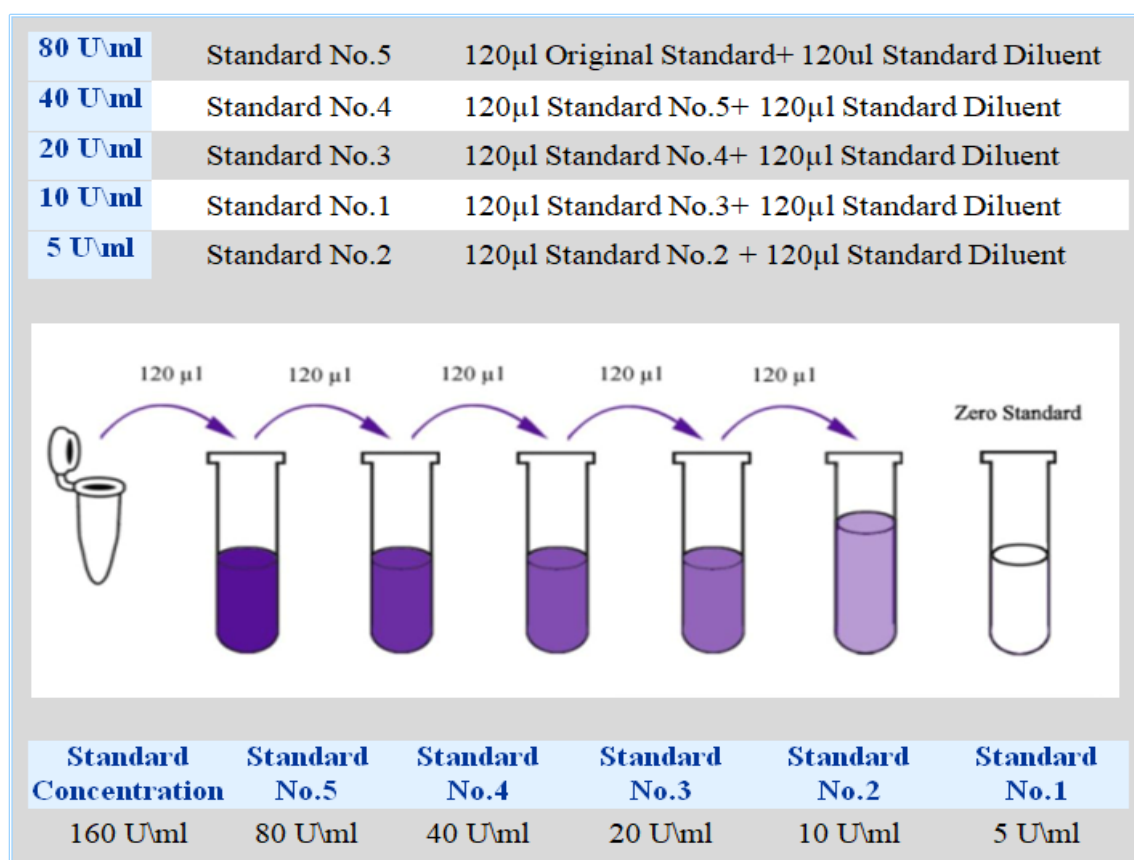 80 U\ml Standard No.5 120µl Original Standard+ 120ul Standard Diluent
40 U\ml Standard No.4 120µl Standard No.5+ 120µl Standard Diluent
20 U\ml Standard No.3 120µl Standard No.4+ 120µl Standard Diluent
10 U\ml Standard No.1 120µl Standard No.3+ 120µl Standard Diluent
5 U\ml Standard No.2 120µl Standard No.2 + 120µl Standard Diluent
120 µl 120 µl 120 µl 120 µl 120 µl
Zero Standard
Standard Standard Standard Standard Standard Standard
Concentration No.5 No.4 No.3 No.2 No.1
160 U\ml 80 U\ml 40 U\ml 20 U\ml 10 U\ml 5 U\ml